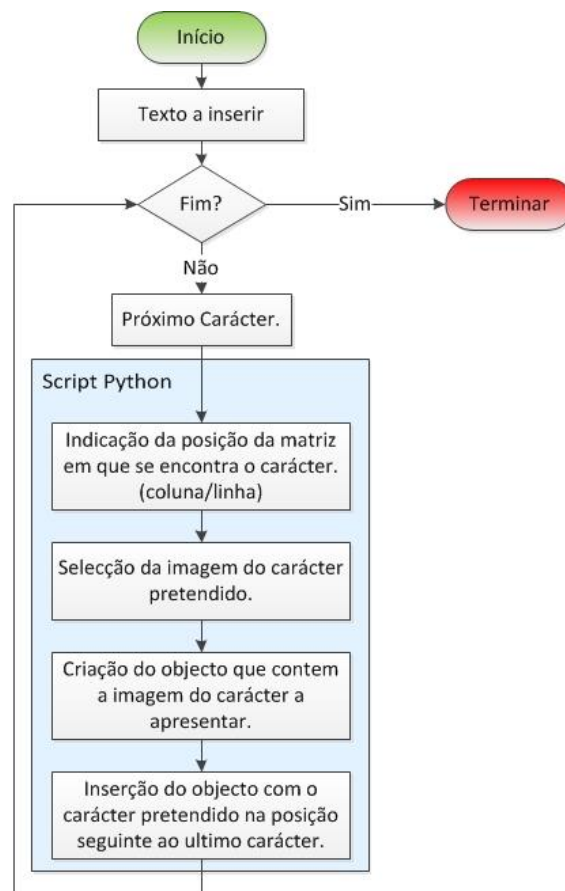 Início
Texto a inserir
Fim?
Sim
Terminar
Não
Próximo Carácter.
Script Python
Indicação da posição da matriz
em que se encontra o carácter.
(coluna/linha)
Selecção da imagem do carácter
pretendido.
Criação do objecto que contem
a imagem do carácter a
apresentar.
Inserção do objecto com o
carácter pretendido na posição
seguinte ao ultimo carácter.